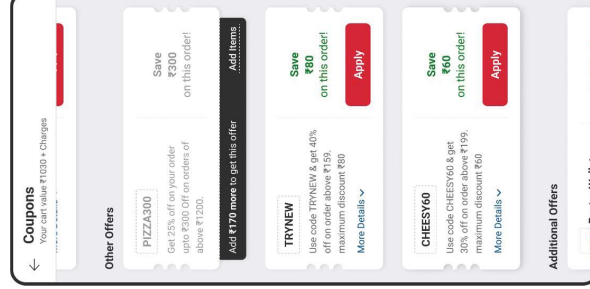 Coupons
Your cart value ₹1030 + Charges
Other Offers
PIZZA300
Get 25% off on your order
upto ₹300 Off on orders of
above ₹1200.
Save
₹300
on this order!
Add ₹170 more to get this offer
Add Items
TRYNEW
Use code TRYNEW & get 40%
off on order above ₹159.
maximum discount ₹80
More Details
Save
₹80
on this order!
Apply
CHEESY60
Use code CHEESY60 & get
30% off on order above ₹199.
maximum discount ₹60
More Details
Save
₹60
on this order!
Apply
Additional Offers